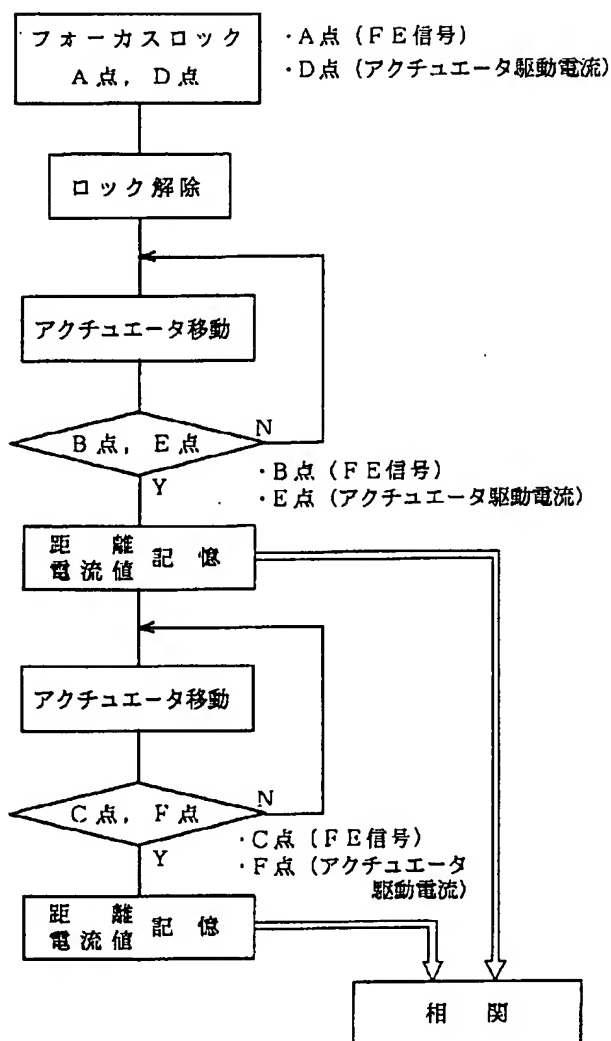 フォーカスロック
A点，D点
・A点（FE信号）
・D点（アクチュエータ駆動電流）
ロック解除
アクチュエータ移動
B点，E点
N
Y
・B点（FE信号）
・E点（アクチュエータ駆動電流）
距離
電流値
記憶
アクチュエータ移動
C点，F点
N
Y
・C点（FE信号）
・F点（アクチュエータ
駆動電流）
距離
電流値
記憶
相関